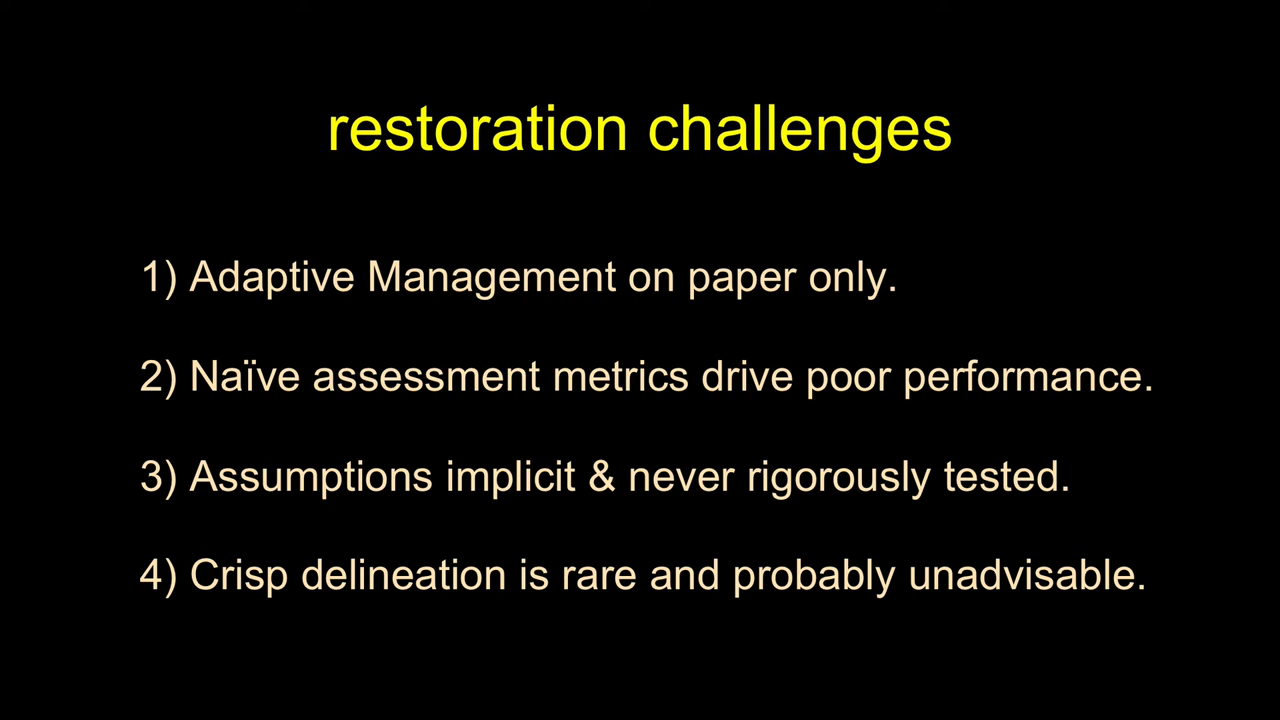 restoration challenges
1) Adaptive Management on paper only.
2) Naïve assessment metrics drive poor performance.
3) Assumptions implicit & never rigorously tested.
4) Crisp delineation is rare and probably unadvisable.